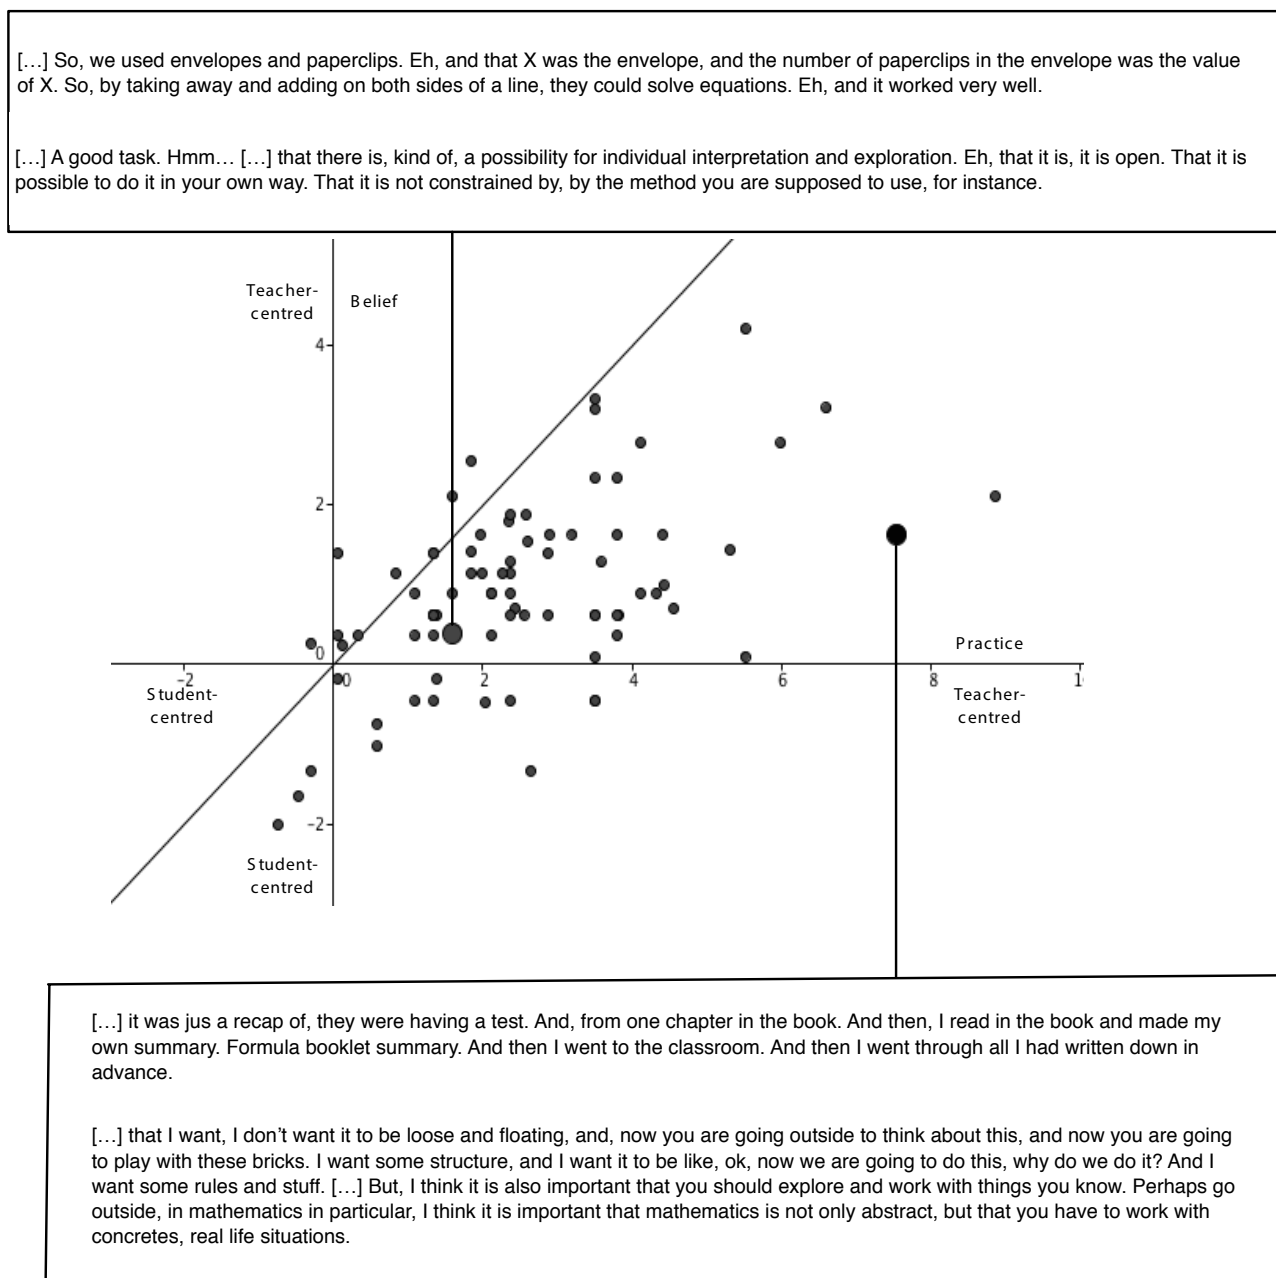 […] So, we used envelopes and paperclips. Eh, and that X was the envelope, and the number of paperclips in the envelope was the value
of X. So, by taking away and adding on both sides of a line, they could solve equations. Eh, and it worked very well.
[…] A good task. Hmm… […] that there is, kind of, a possibility for individual interpretation and exploration. Eh, that it is, it is open. That it is
possible to do it in your own way. That it is not constrained by, by the method you are supposed to use, for instance.
Teacher-
centred
Belief
4
2
0
Practice
-2
0
2
4
6
8
1
Student-
centred
Teacher-
centred
-2
Student-
centred
[…] it was jus a recap of, they were having a test. And, from one chapter in the book. And then, I read in the book and made my
own summary. Formula booklet summary. And then I went to the classroom. And then I went through all I had written down in
advance.
[…] that I want, I don’t want it to be loose and floating, and, now you are going outside to think about this, and now you are going
to play with these bricks. I want some structure, and I want it to be like, ok, now we are going to do this, why do we do it? And I
want some rules and stuff. […] But, I think it is also important that you should explore and work with things you know. Perhaps go
outside, in mathematics in particular, I think it is important that mathematics is not only abstract, but that you have to work with
concretes, real life situations.